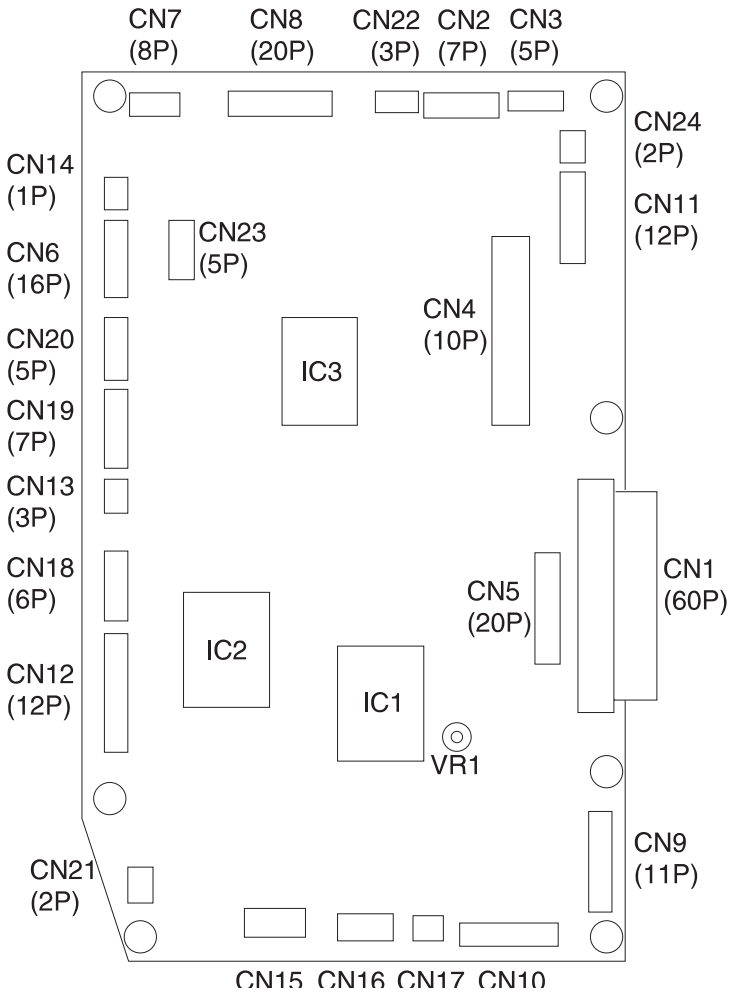 CN7 CN8 CN22 CN2 CN3
(8P) (20P) (3P) (7P) (5P)
CN24
(2P)
CN14
(1P)
CN11
(12P)
CN23
(5P)
CN6
(16P)
CN4
(10P)
CN20
(5P)
IC3
CN19
(7P)
CN13
(3P)
CN18
(6P)
CN1
(60P)
CN5
(20P)
IC2
CN12
(12P)
IC1
VR1
CN9
(11P)
CN21
(2P)
CN15 CN16 CN17 CN10